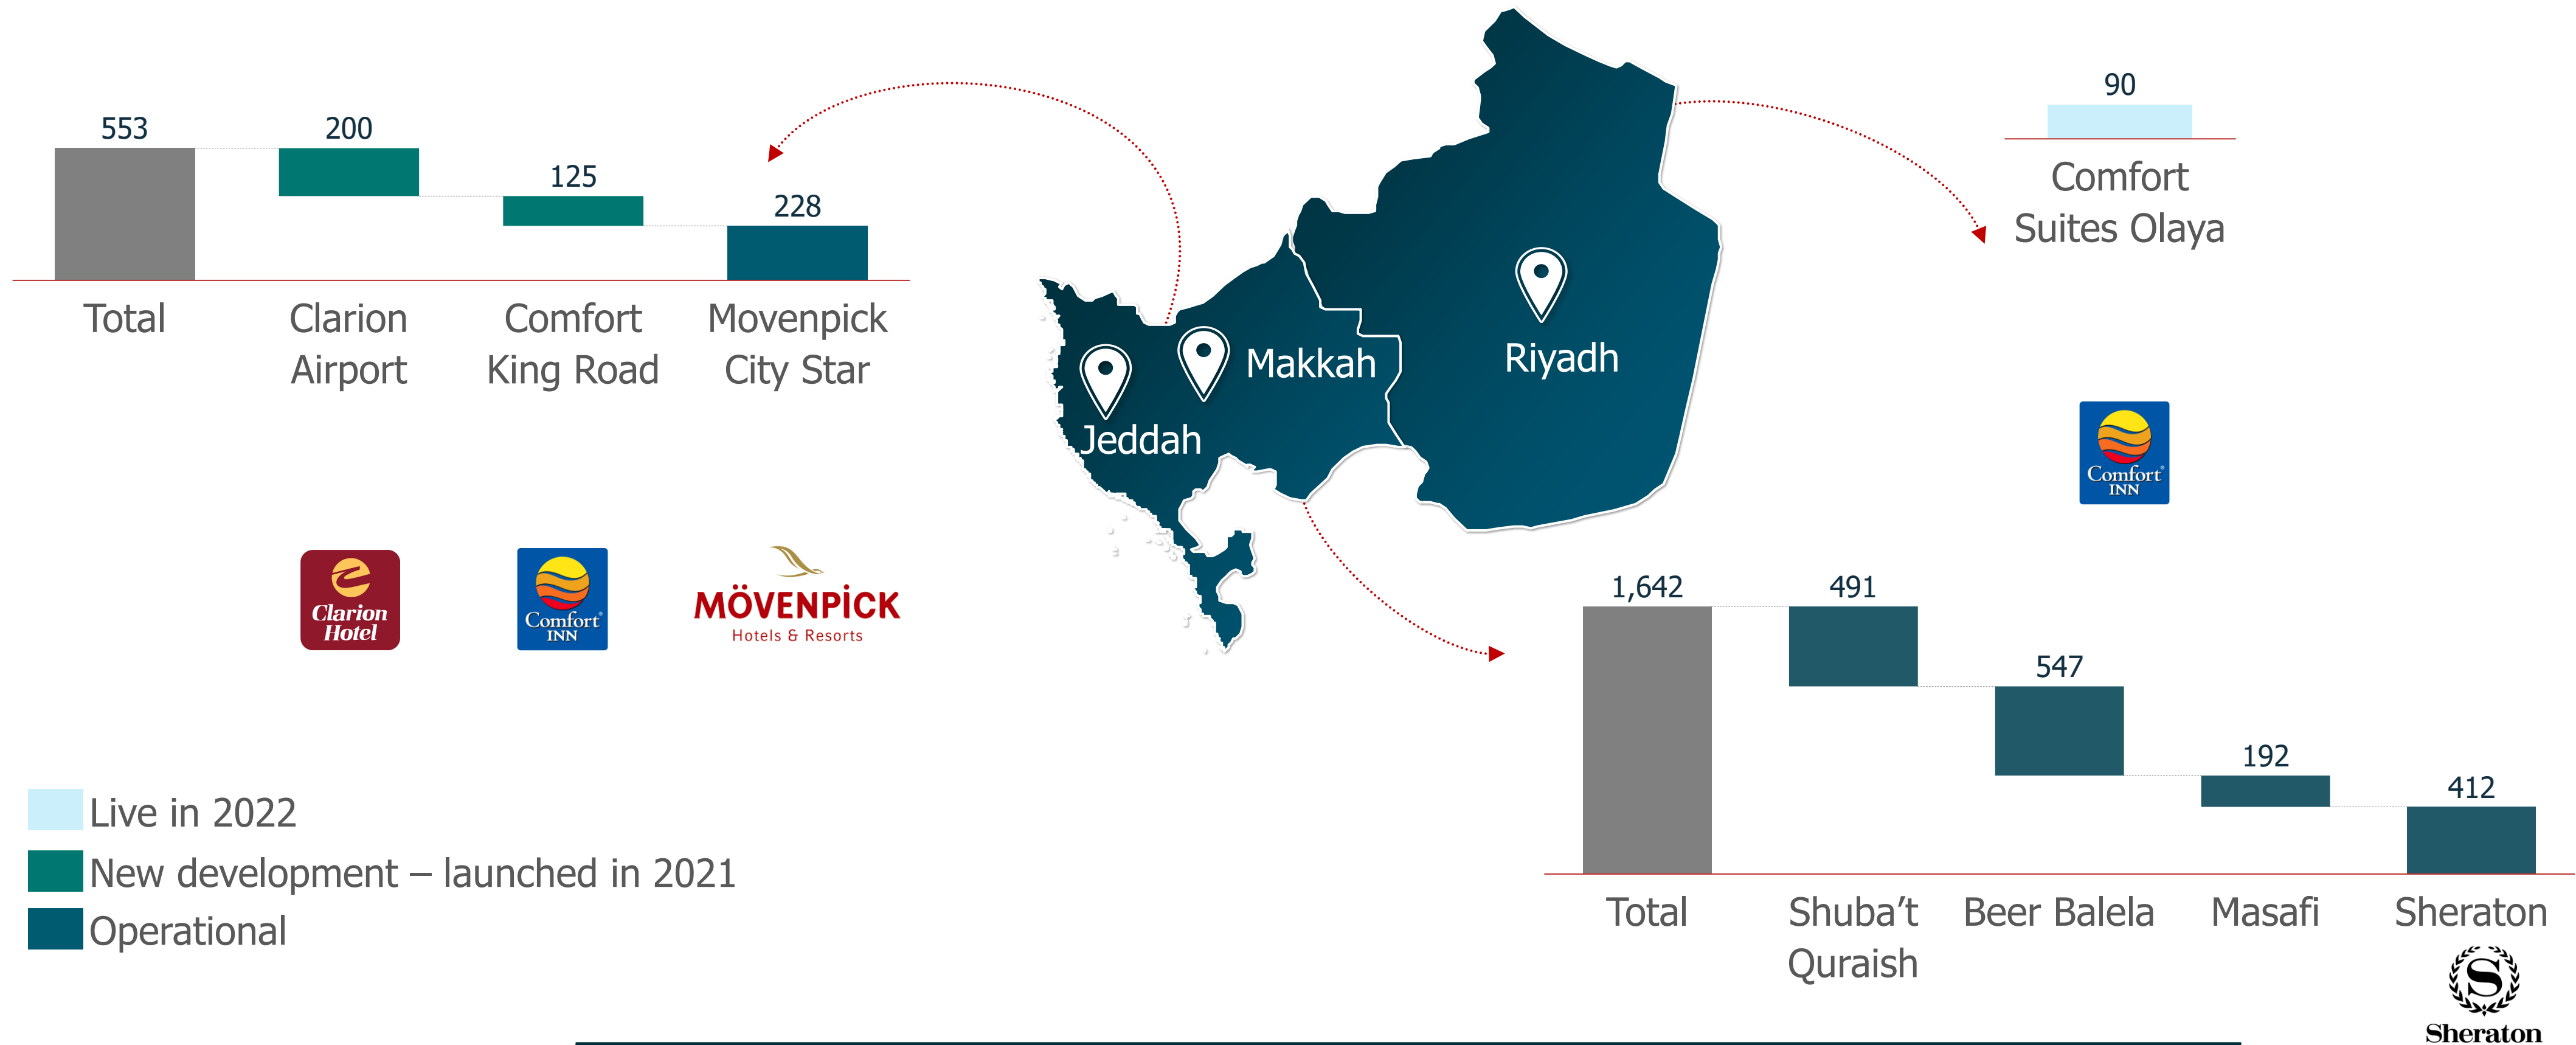 553
200
125
228
Total
Clarion
Airport
Comfort
King Road
Movenpick
City Star
Clarion
Hotel
Comfort
INN
MÖVENPİCK
Hotels & Resorts
Jeddah
Makkah
Riyadh
90
Comfort
Suites Olaya
Comfort®
INN
1,642
491
547
192
412
Total
Shuba’t
Quraish
Beer Balela
Masafi
Sheraton
S
Sheraton
Live in 2022
New development – launched in 2021
Operational